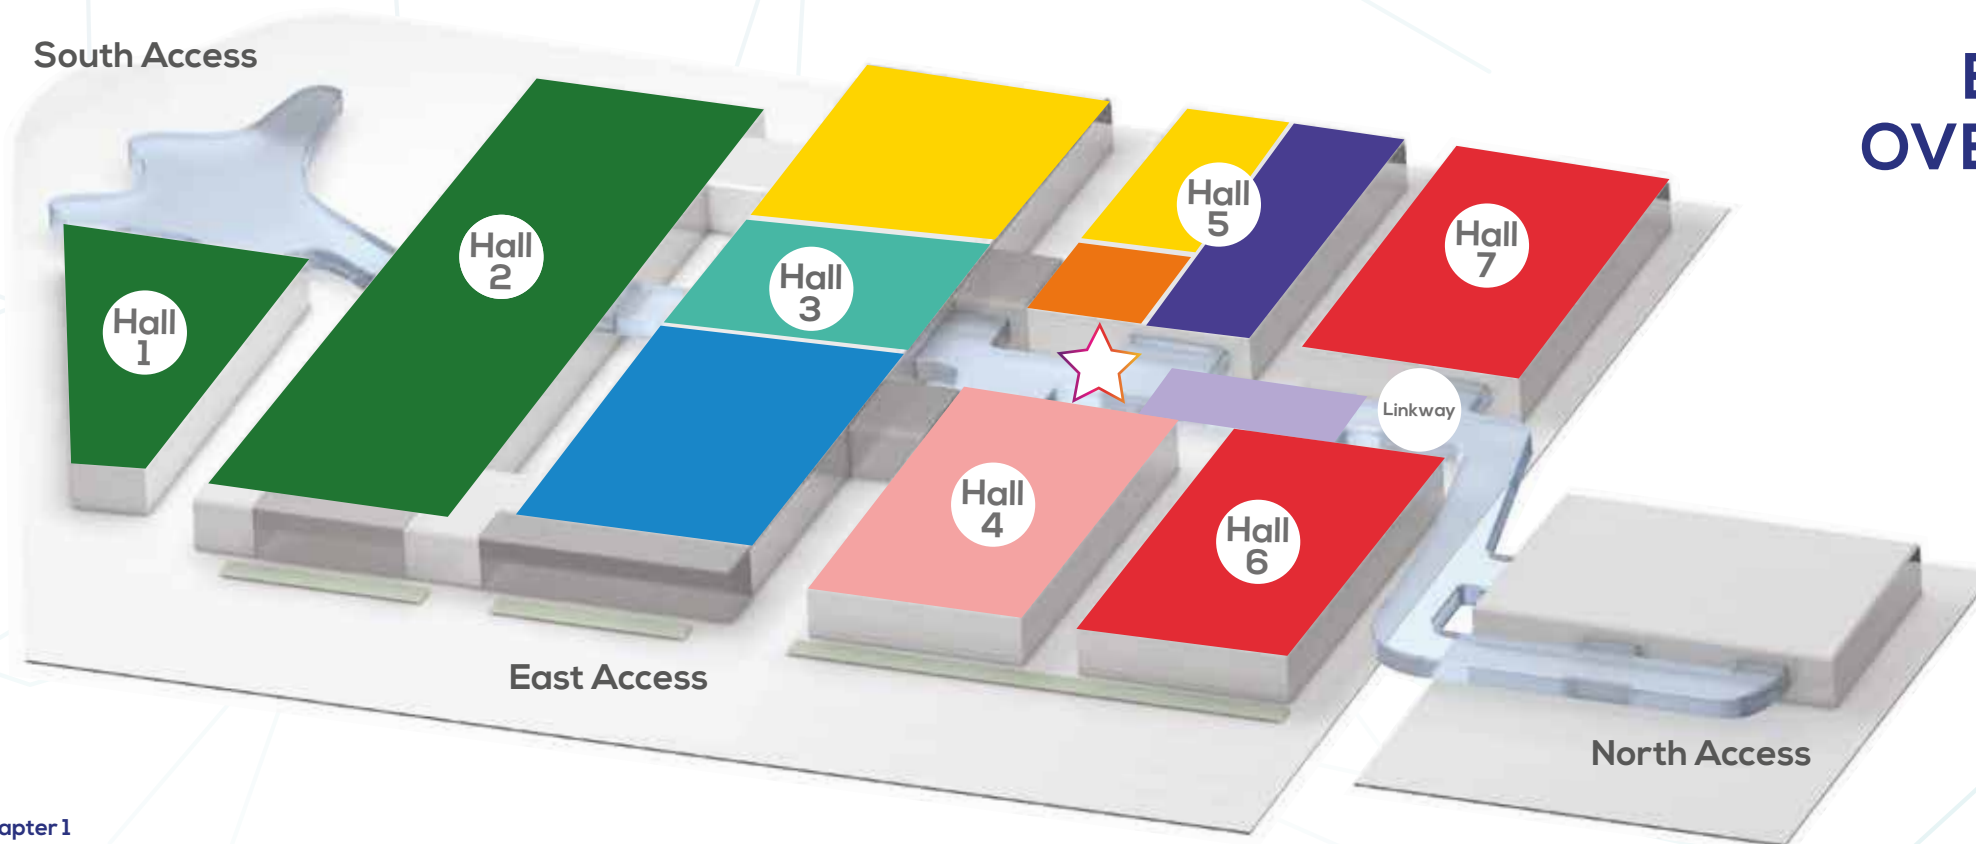 South Access
Hall
1
Hall
2
Hall
3
Hall
5
Hall
7
Linkway
Hall
4
Hall
6
East Access
North Access
apter 1